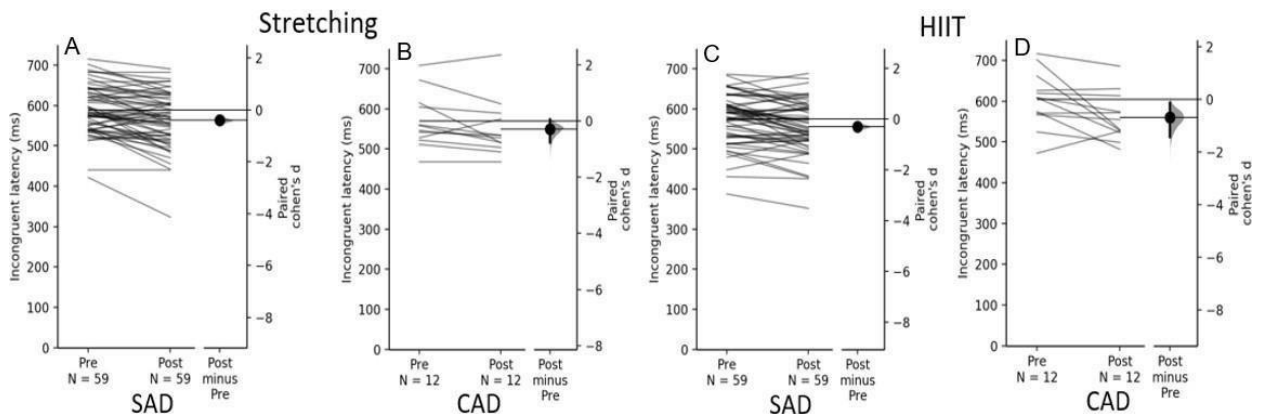 Stretching
HIIT
A
Incongruent latency (ms)
700
600
500
400
300
200
100
0
2
0
−2
−4
−6
−8
Paired
cohen's d
Pre
N = 59
Post
N = 59
Post
minus
Pre
SAD
B
Incongruent latency (ms)
700
600
500
400
300
200
100
0
2
0
−2
−4
−6
−8
Paired
cohen's d
Pre
N = 12
Post
N = 12
Post
minus
Pre
CAD
C
Incongruent latency (ms)
700
600
500
400
300
200
100
0
2
0
−2
−4
−6
−8
Paired
cohen's d
Pre
N = 59
Post
N = 59
Post
minus
Pre
SAD
D
Incongruent latency (ms)
700
600
500
400
300
200
100
0
2
0
−2
−4
−6
−8
Paired
cohen's d
Pre
N = 12
Post
N = 12
Post
minus
Pre
CAD